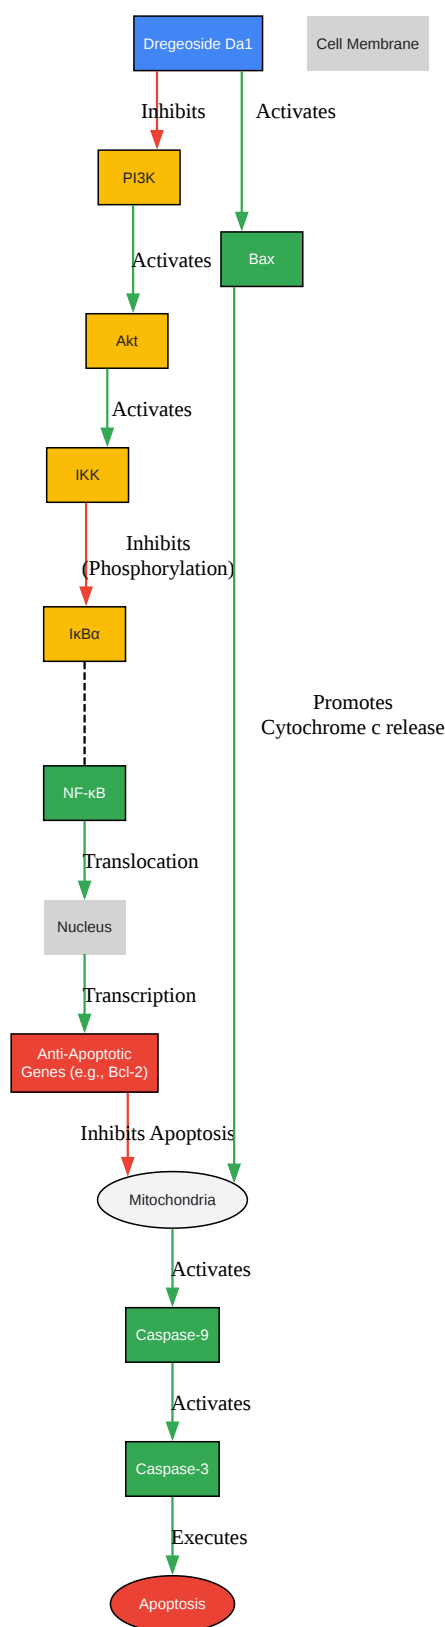 Dregeoside Da1
Cell Membrane
Inhibits
Activates
PI3K
Activates
Bax
Akt
Activates
IKK
Inhibits
(Phosphorylation)
IκBα
Promotes
Cytochrome c release
NF-κB
Translocation
Nucleus
Transcription
Anti-Apoptotic
Genes (e.g., Bcl-2)
Inhibits Apoptosis
Mitochondria
Activates
Caspase-9
Activates
Caspase-3
Executes
Apoptosis